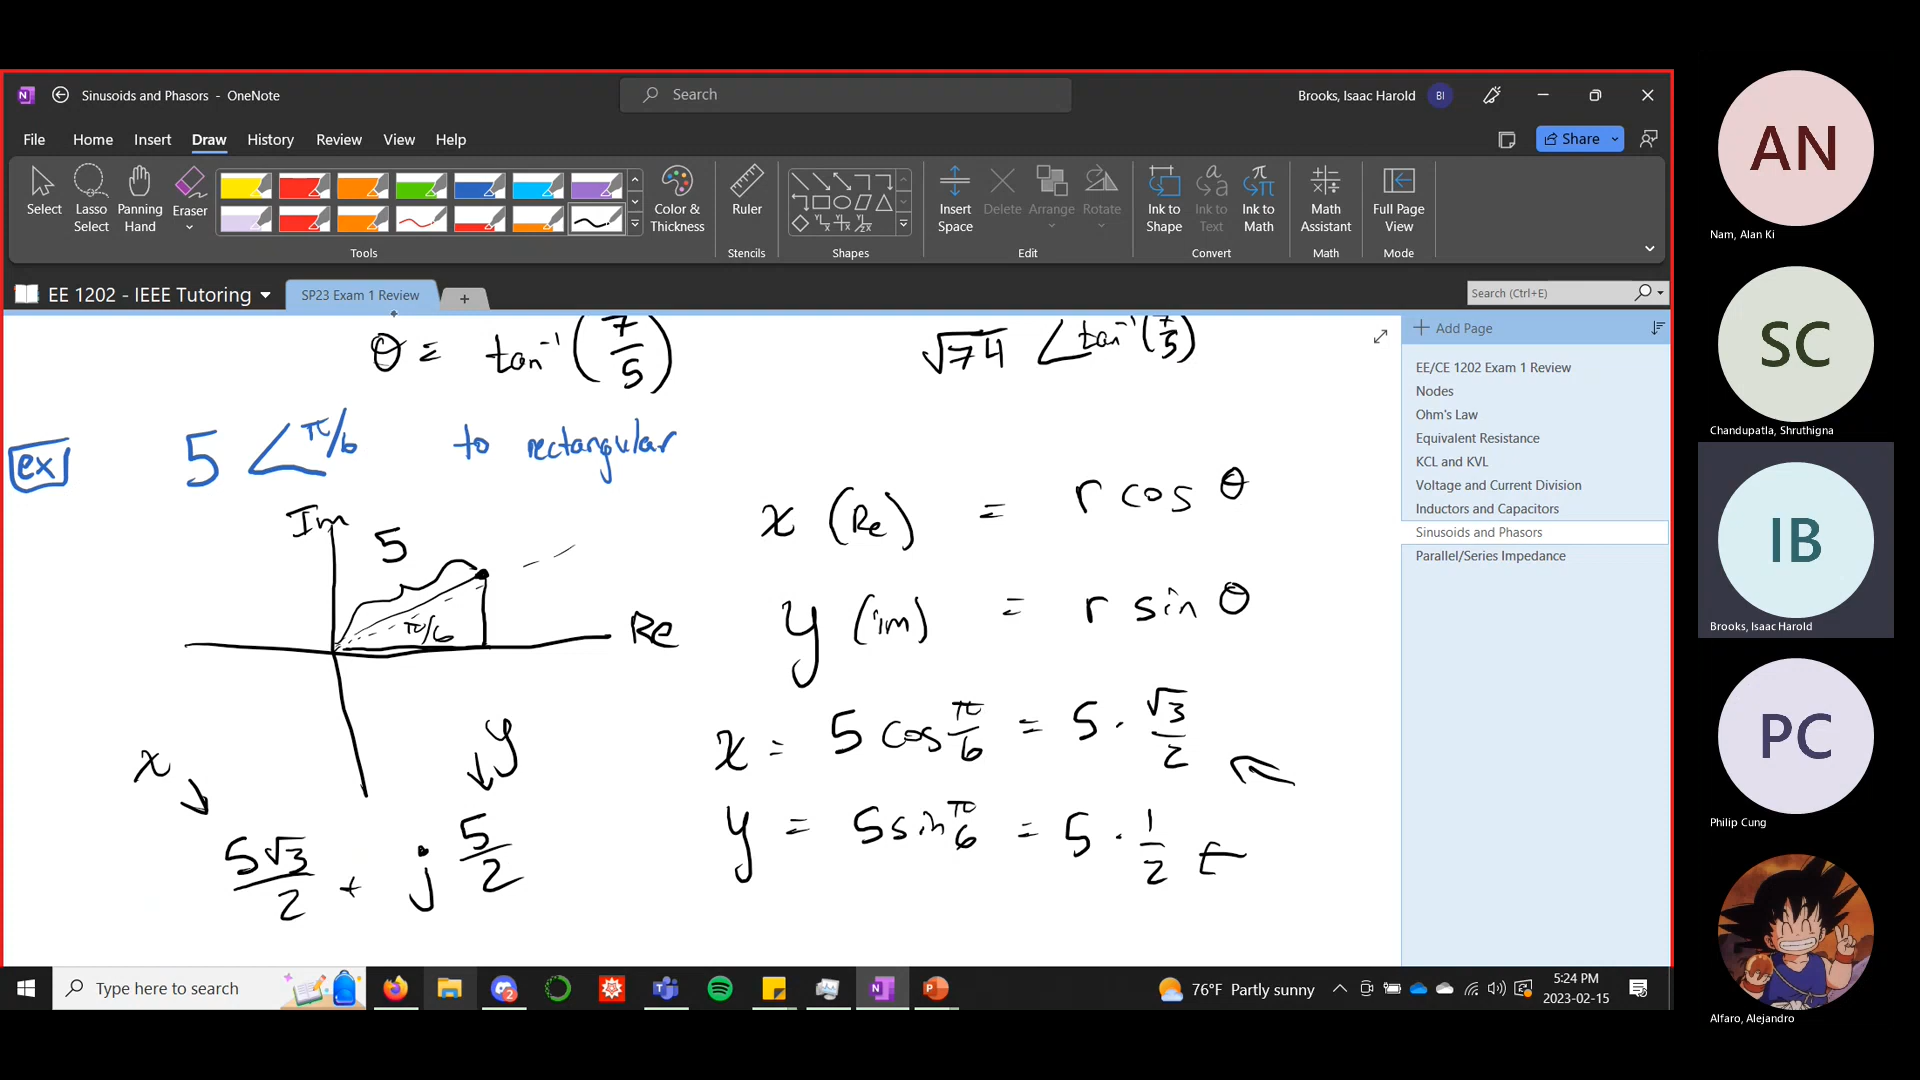 Sinusoids and Phasors - OneNote
Search
Brooks, Isaac Harold
BI
File Home Insert Draw History Review View Help
Share
Select
Lasso Select
Panning Hand
Eraser
Color & Thickness
Ruler
Insert Space
Delete
Arrange
Rotate
Ink to Shape
Ink to Text
Ink to Math
Math Assistant
Full Page View
Tools Stencils Shapes Edit Convert Math Mode
EE 1202 - IEEE Tutoring
SP23 Exam 1 Review
+
Search (Ctrl+E)
θ = tan⁻¹(7/5)
√74 ∠tan⁻¹(7/5)
ex 5 ∠π/6 to rectangular
Im
5
π/6
Re
x
y
5√3/2 + j 5/2
x (Re) = r cos θ
y (im) = r sin θ
x = 5 cos π/6 = 5 · √3/2
y = 5 sin π/6 = 5 · 1/2
Add Page
EE/CE 1202 Exam 1 Review
Nodes
Ohm's Law
Equivalent Resistance
KCL and KVL
Voltage and Current Division
Inductors and Capacitors
Sinusoids and Phasors
Parallel/Series Impedance
Type here to search
76°F Partly sunny
5:24 PM
2023-02-15
AN
Nam, Alan Ki
SC
Chandupatla, Shruthigna
IB
Brooks, Isaac Harold
PC
Philip Cung
Alfaro, Alejandro